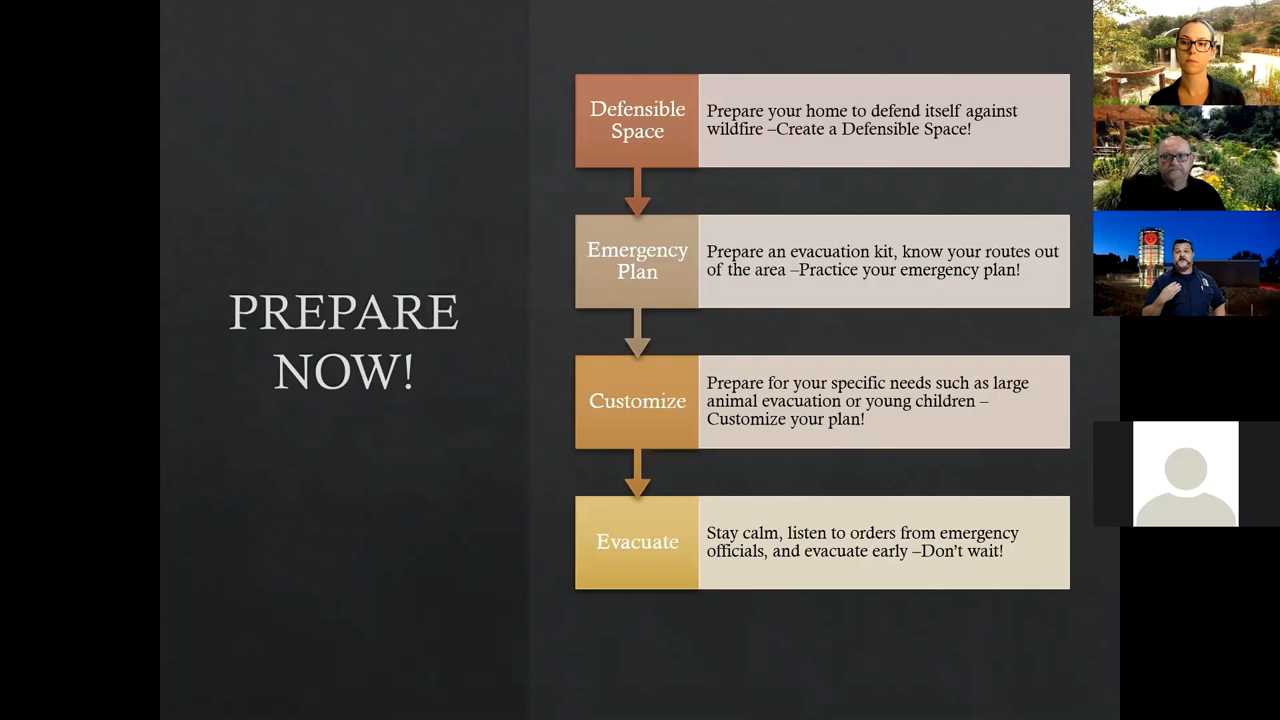 PREPARE
NOW!
Defensible
Space
Prepare your home to defend itself against
wildfire –Create a Defensible Space!
Emergency
Plan
Prepare an evacuation kit, know your routes out
of the area –Practice your emergency plan!
Customize
Prepare for your specific needs such as large
animal evacuation or young children –
Customize your plan!
Evacuate
Stay calm, listen to orders from emergency
officials, and evacuate early –Don't wait!